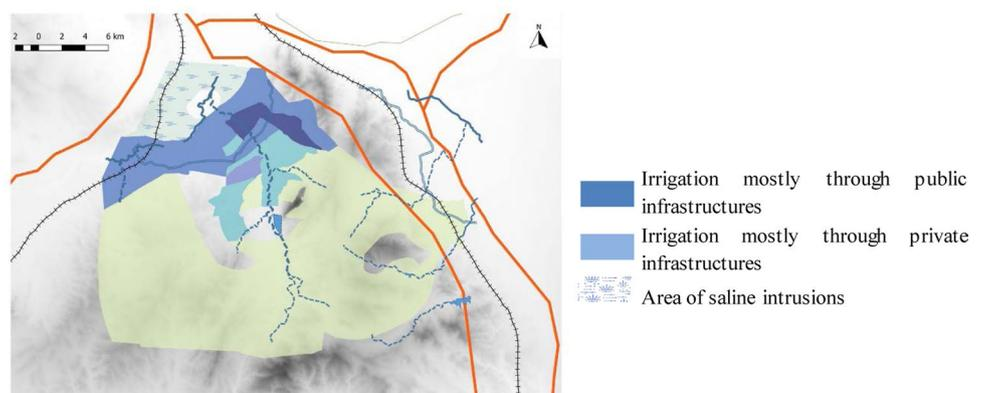 N
2 0 2 4 6 km
Irrigation mostly through public
infrastructures
Irrigation mostly through private
infrastructures
Area of saline intrusions